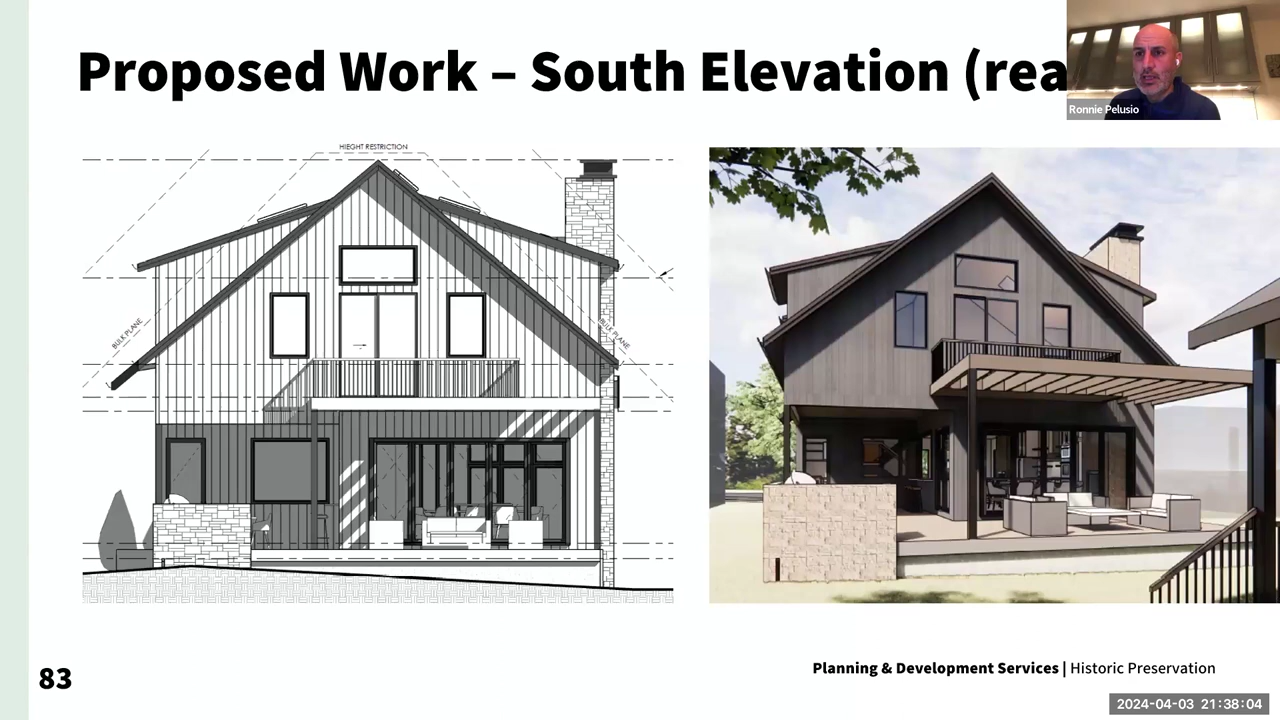 Proposed Work – South Elevation (rea
Ronnie Pelusio
HIEGHT RESTRICTION
BULK PLANE
BULK PLANE
83
Planning & Development Services | Historic Preservation
2024-04-03 21:38:04